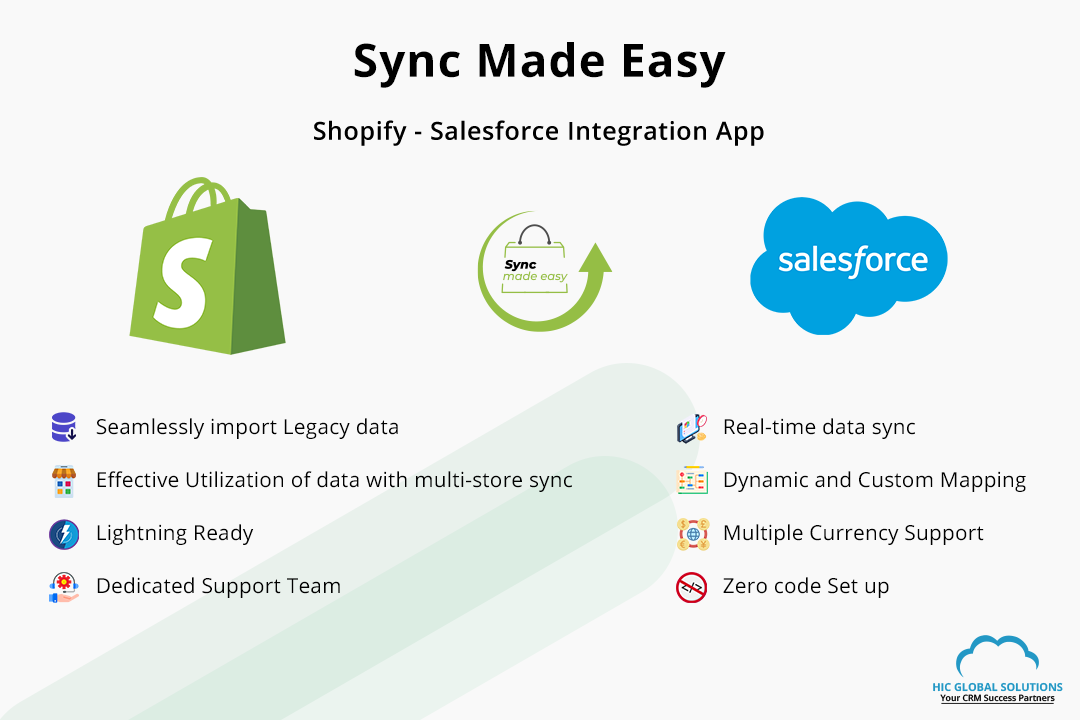 Sync Made Easy
Shopify - Salesforce Integration App
S
Sync
made easy
salesforce
Seamlessly import Legacy data
Effective Utilization of data with multi-store sync
Lightning Ready
Dedicated Support Team
Real-time data sync
Dynamic and Custom Mapping
Multiple Currency Support
Zero code Set up
HIC GLOBAL SOLUTIONS
Your CRM Success Partners